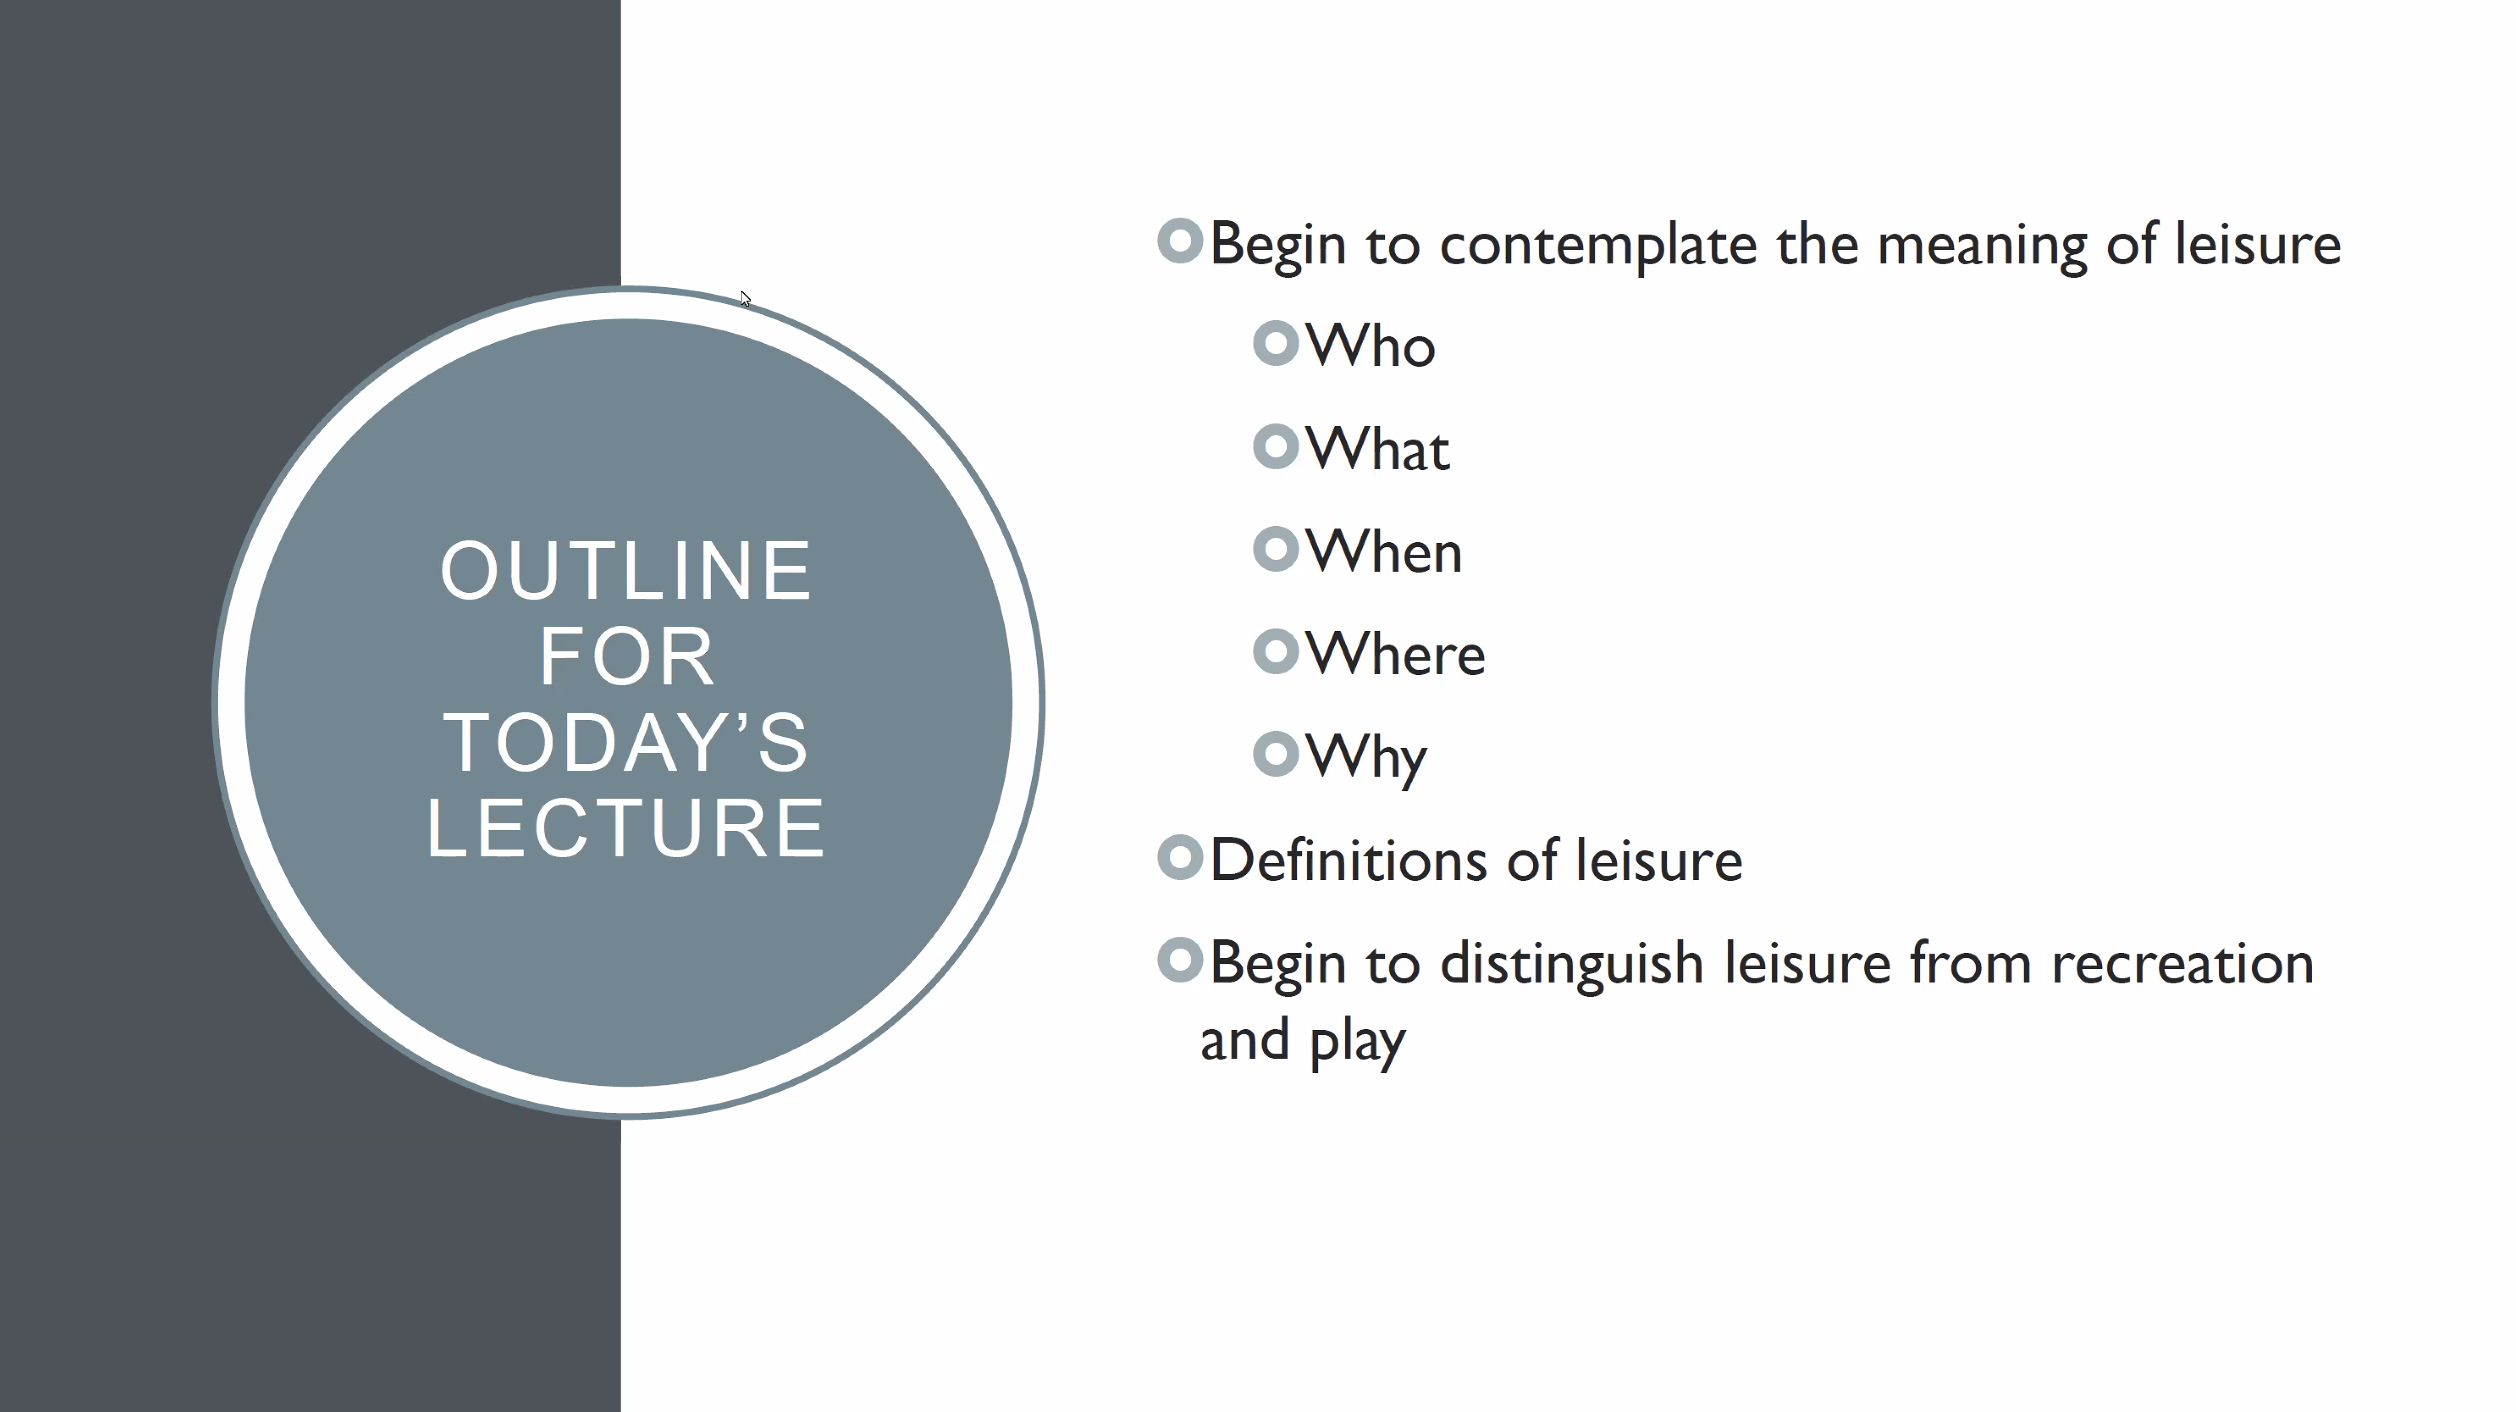 OUTLINE
FOR
TODAY’S
LECTURE
Begin to contemplate the meaning of leisure
Who
What
When
Where
Why
Definitions of leisure
Begin to distinguish leisure from recreation
and play